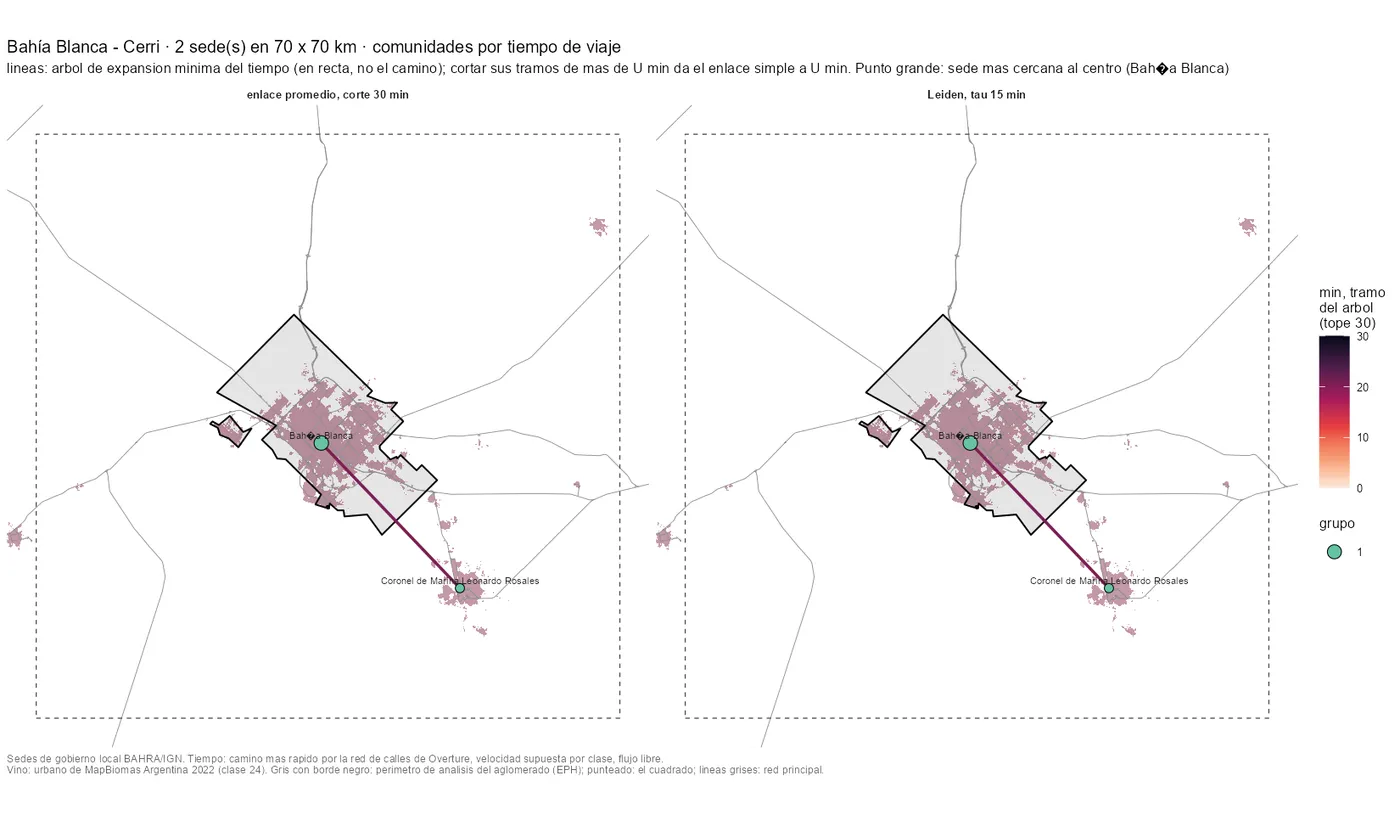 Bahía Blanca - Cerri · 2 sede(s) en 70 x 70 km · comunidades por tiempo de viaje
lineas: arbol de expansion minima del tiempo (en recta, no el camino); cortar sus tramos de mas de U min da el enlace simple a U min. Punto grande: sede mas cercana al centro (Bah�a Blanca)
enlace promedio, corte 30 min
Leiden, tau 15 min
Bah�a Blanca
Coronel de Marina Leonardo Rosales
Bah�a Blanca
Coronel de Marina Leonardo Rosales
min, tramo
del arbol
(tope 30)
30
20
10
0
grupo
1
Sedes de gobierno local BAHRA/IGN. Tiempo: camino mas rapido por la red de calles de Overture, velocidad supuesta por clase, flujo libre.
Vino: urbano de MapBiomas Argentina 2022 (clase 24). Gris con borde negro: perimetro de analisis del aglomerado (EPH); punteado: el cuadrado; lineas grises: red principal.